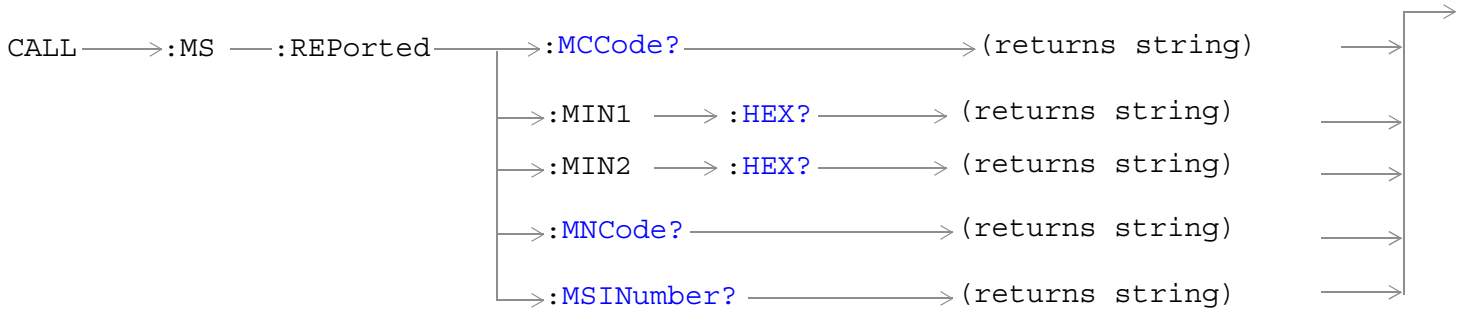 CALL :MS :REPorted :MCCode? (returns string)
:MIN1 :HEX? (returns string)
:MIN2 :HEX? (returns string)
:MNCode? (returns string)
:MSINumber? (returns string)